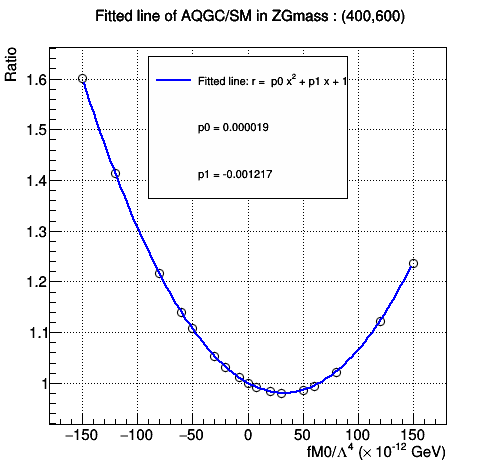 Fitted line of AQGC/SM in ZGmass : (400,600)
Ratio
Fitted line: r = p0 x² + p1 x + 1
p0 = 0.000019
p1 = -0.001217
1.6
1.5
1.4
1.3
1.2
1.1
1
−150 −100 −50 0 50 100 150
fM0/Λ⁴ (× 10⁻¹² GeV)